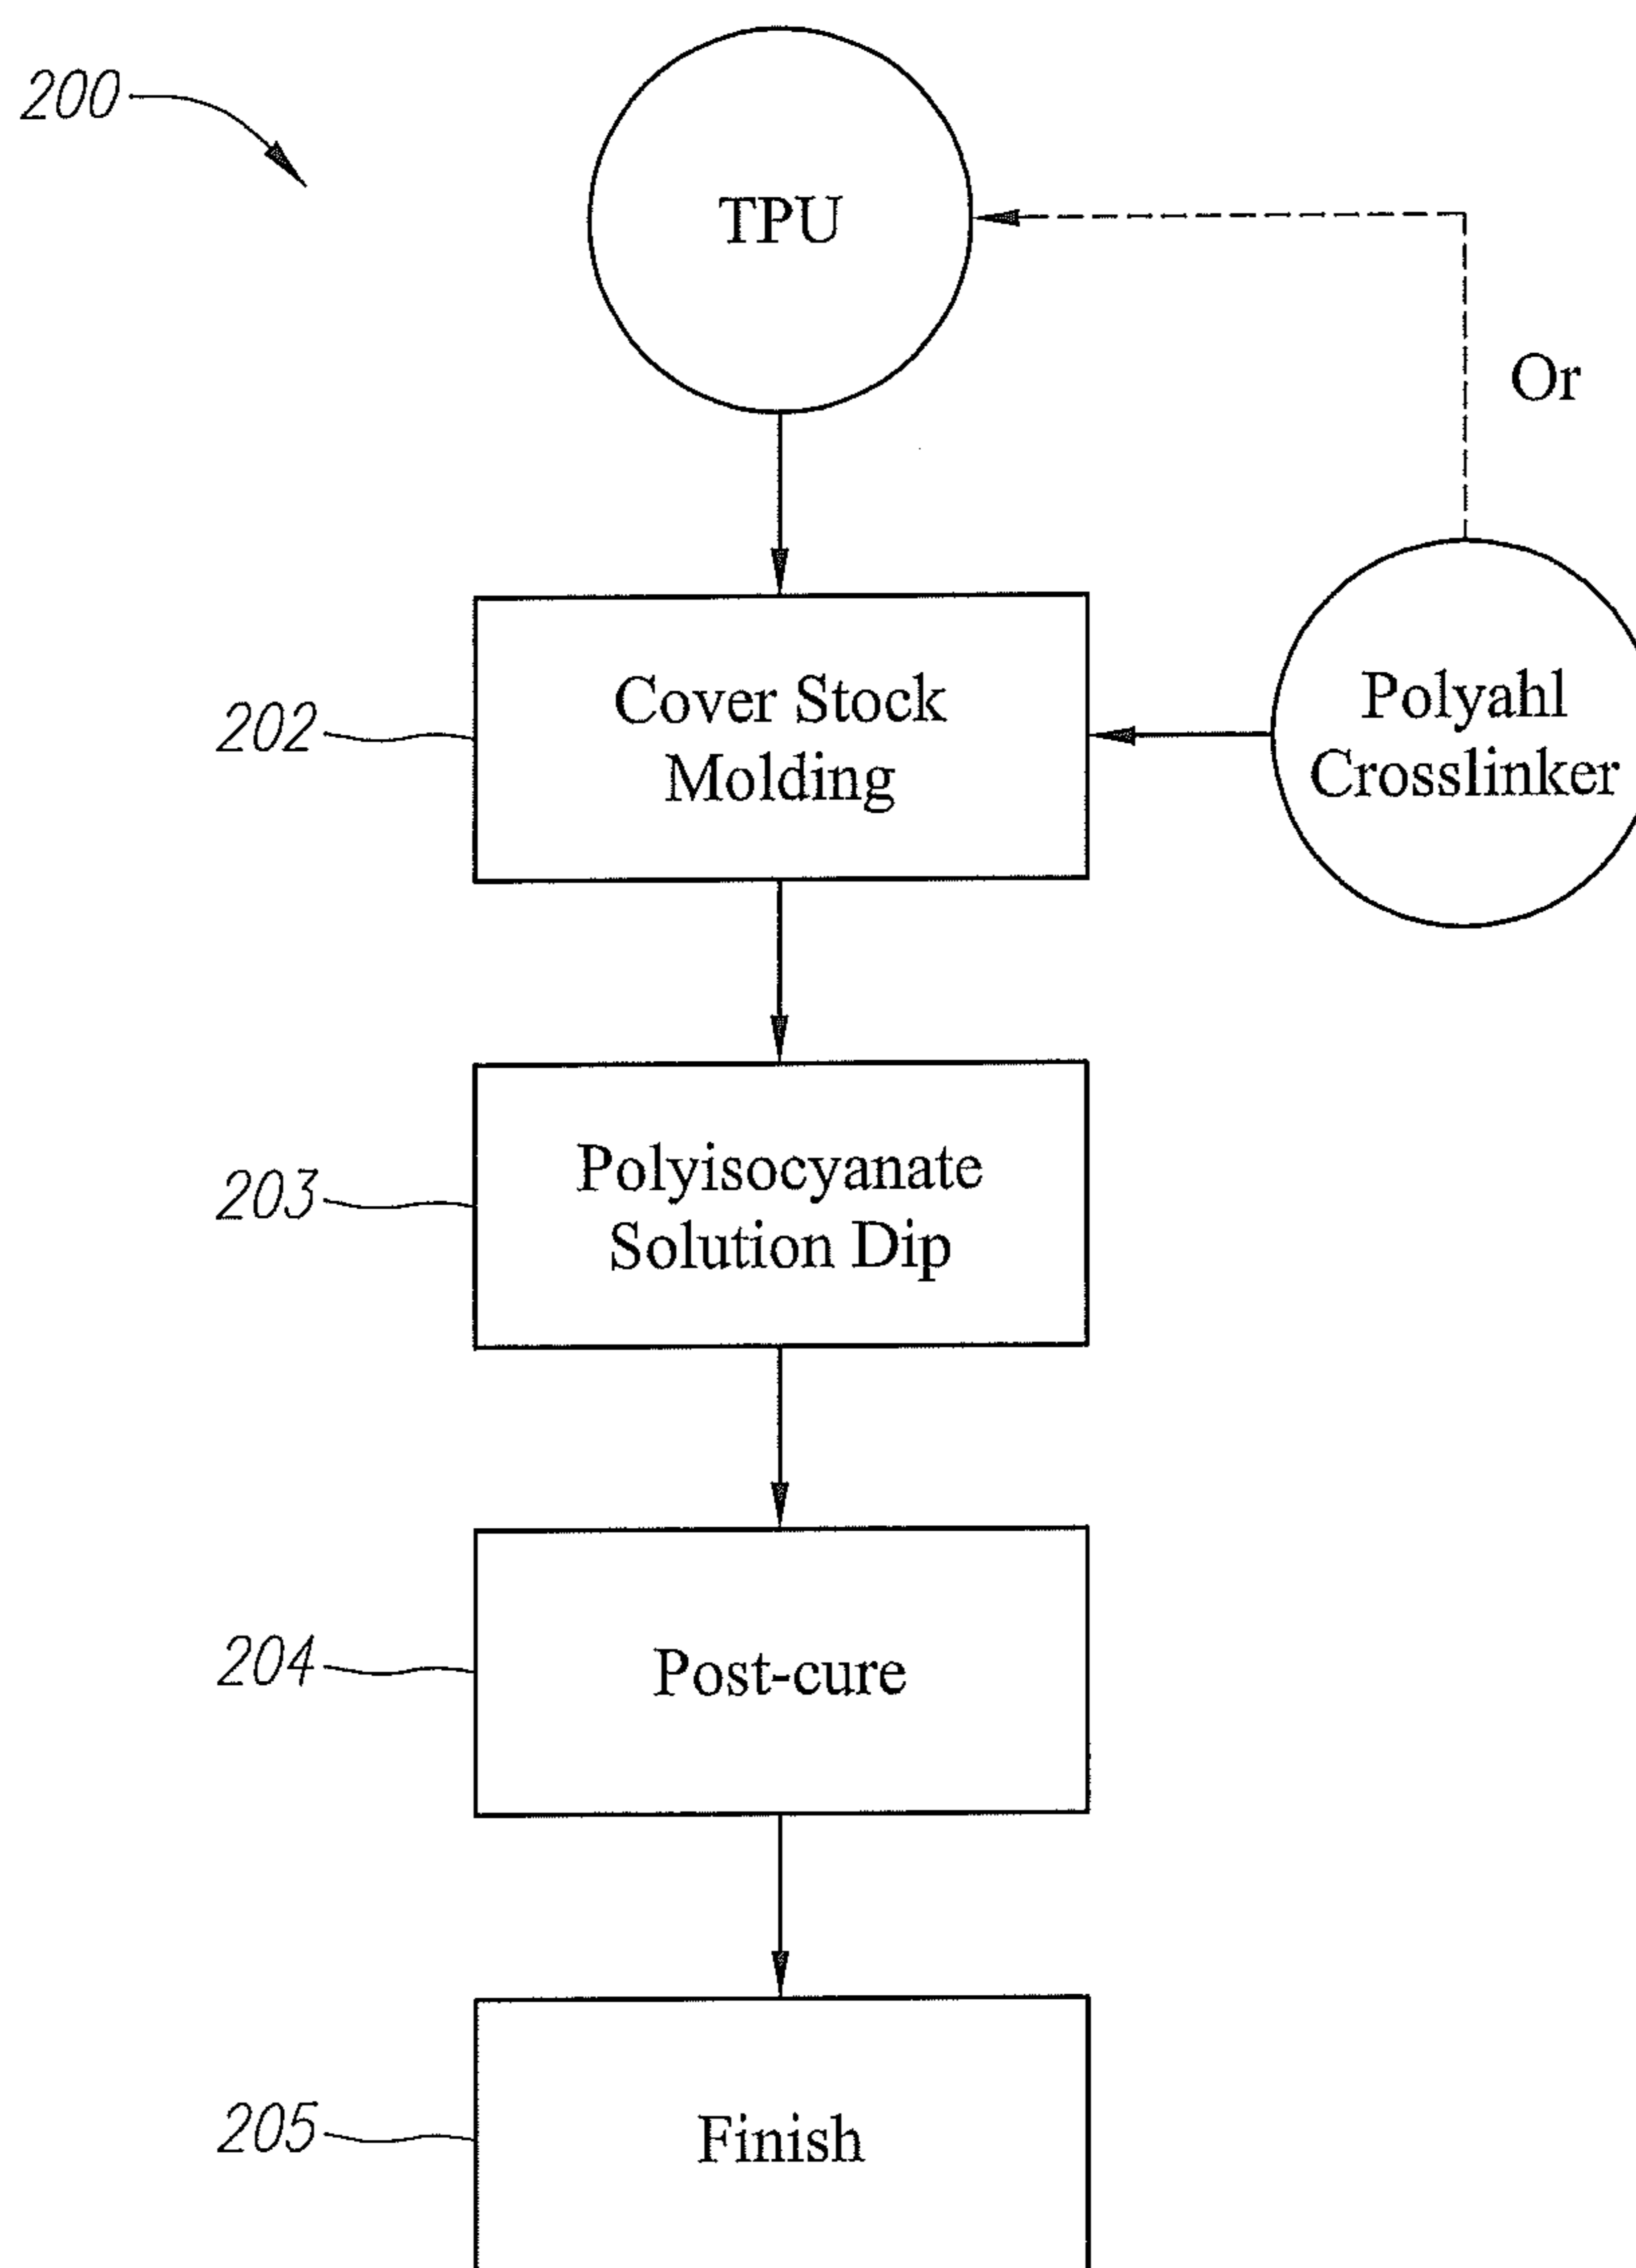 200
TPU
Or
Polyahl
Crosslinker
202
Cover Stock
Molding
203
Polyisocyanate
Solution Dip
204
Post-cure
205
Finish